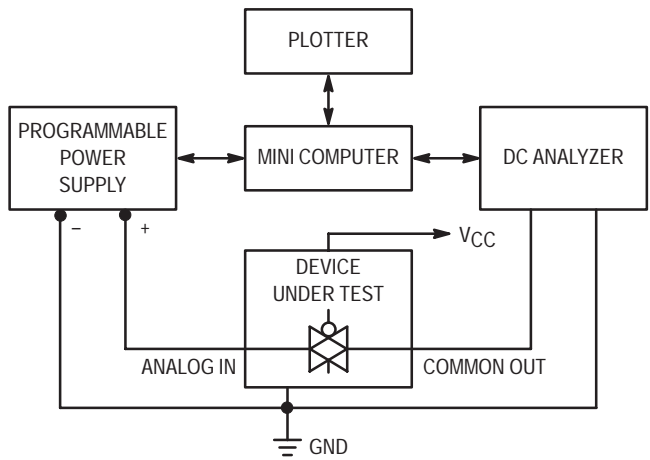 PLOTTER
PROGRAMMABLE
POWER
SUPPLY
MINI COMPUTER
DC ANALYZER
– +
VCC
DEVICE
UNDER TEST
ANALOG IN
COMMON OUT
GND